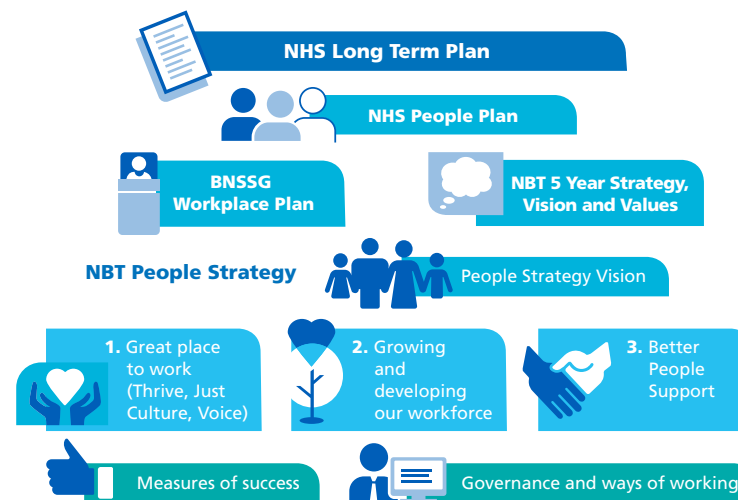 NHS Long Term Plan
NHS People Plan
BNSSG
Workplace Plan
NBT 5 Year Strategy,
Vision and Values
NBT People Strategy
People Strategy Vision
1. Great place
to work
(Thrive, Just
Culture, Voice)
2. Growing
and
developing
our workforce
3. Better
People
Support
Measures of success
Governance and ways of working